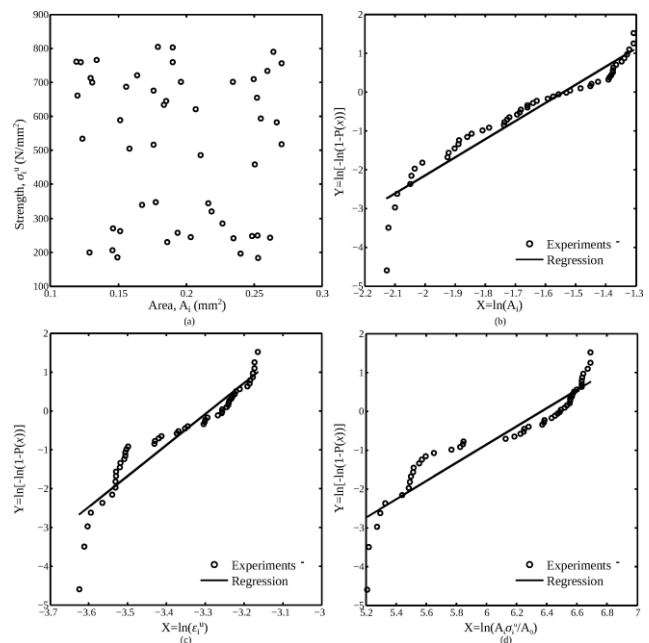 Strength, σᵢᵘ (N/mm²)
900
800
700
600
500
400
300
200
100
0.1 0.15 0.2 0.25 0.3
Area, Aᵢ (mm²)
(a)
Y=ln[-ln(1-P(x))]
2
1
0
−1
−2
−3
−4
−5
Experiments -
Regression
−2.2 −2.1 −2 −1.9 −1.8 −1.7 −1.6 −1.5 −1.4 −1.3
X=ln(Aᵢ)
(b)
Y=ln[-ln(1-P(x))]
2
1
0
−1
−2
−3
−4
−5
Experiments -
Regression
−3.7 −3.6 −3.5 −3.4 −3.3 −3.2 −3.1 −3
X=ln(εᵢᵘ)
(c)
Y=ln[-ln(1-P(x))]
2
1
0
−1
−2
−3
−4
−5
Experiments -
Regression
5.2 5.4 5.6 5.8 6 6.2 6.4 6.6 6.8 7
X=ln(Aᵢσᵢᵘ/A₀)
(d)